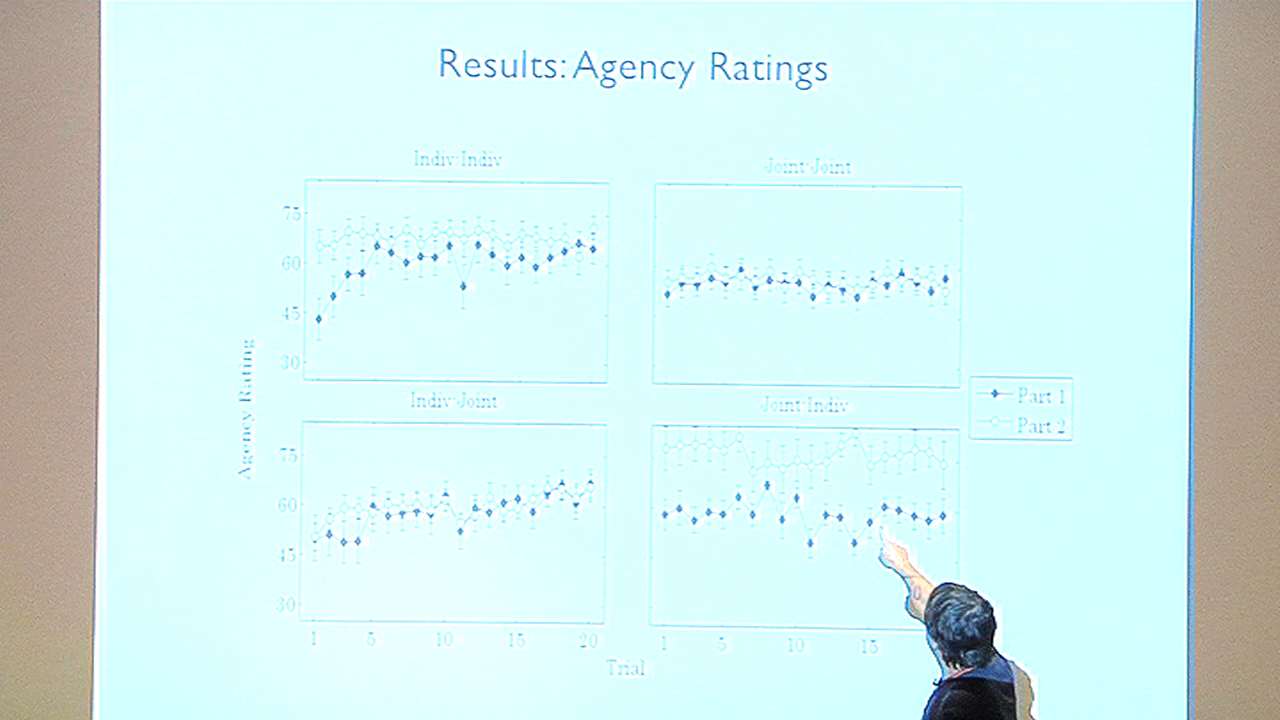 Results: Agency Ratings
Indiv:Indiv
Joint:Joint
75
60
45
30
Agency Rating
Indiv:Joint
Joint:Indiv
Part 1
Part 2
75
60
45
30
1 5 10 15 20
1 5 10 15
Trial